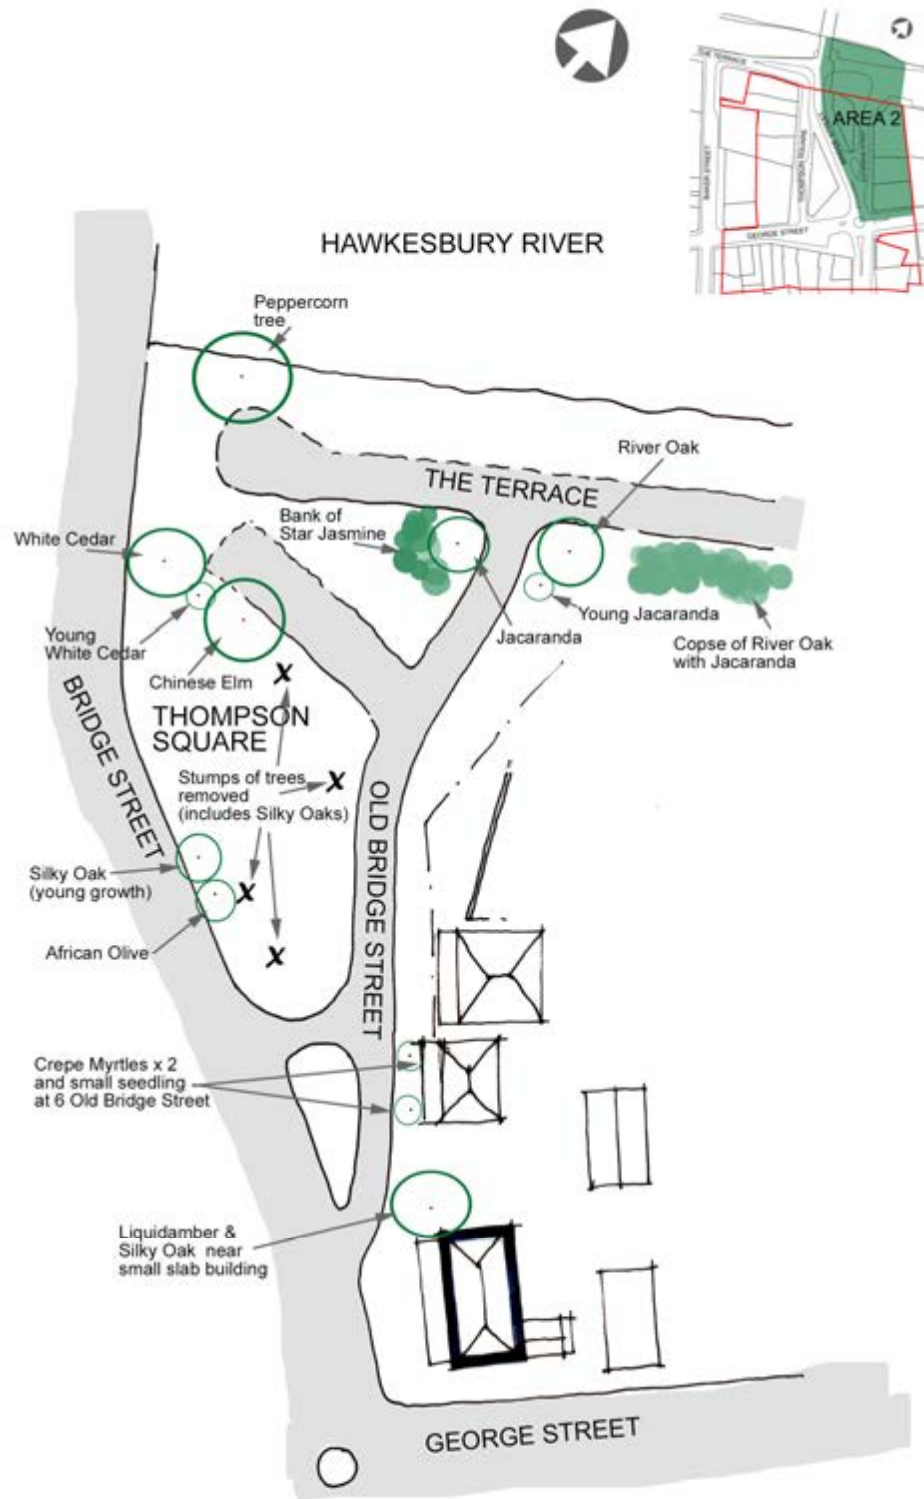 THE TERRACE
AREA 2
BAKER STREET
THOMPSON SQUARE
GEORGE STREET
HAWKESBURY RIVER
Peppercorn
tree
River Oak
THE TERRACE
Bank of
Star Jasmine
White Cedar
Young
White Cedar
Chinese Elm
Jacaranda
Young Jacaranda
Copse of River Oak
with Jacaranda
THOMPSON
SQUARE
BRIDGE STREET
Stumps of trees
removed
(includes Silky Oaks)
X
X
X
X
OLD BRIDGE STREET
Silky Oak
(young growth)
African Olive
Crepe Myrtles x 2
and small seedling
at 6 Old Bridge Street
Liquidamber &
Silky Oak near
small slab building
GEORGE STREET